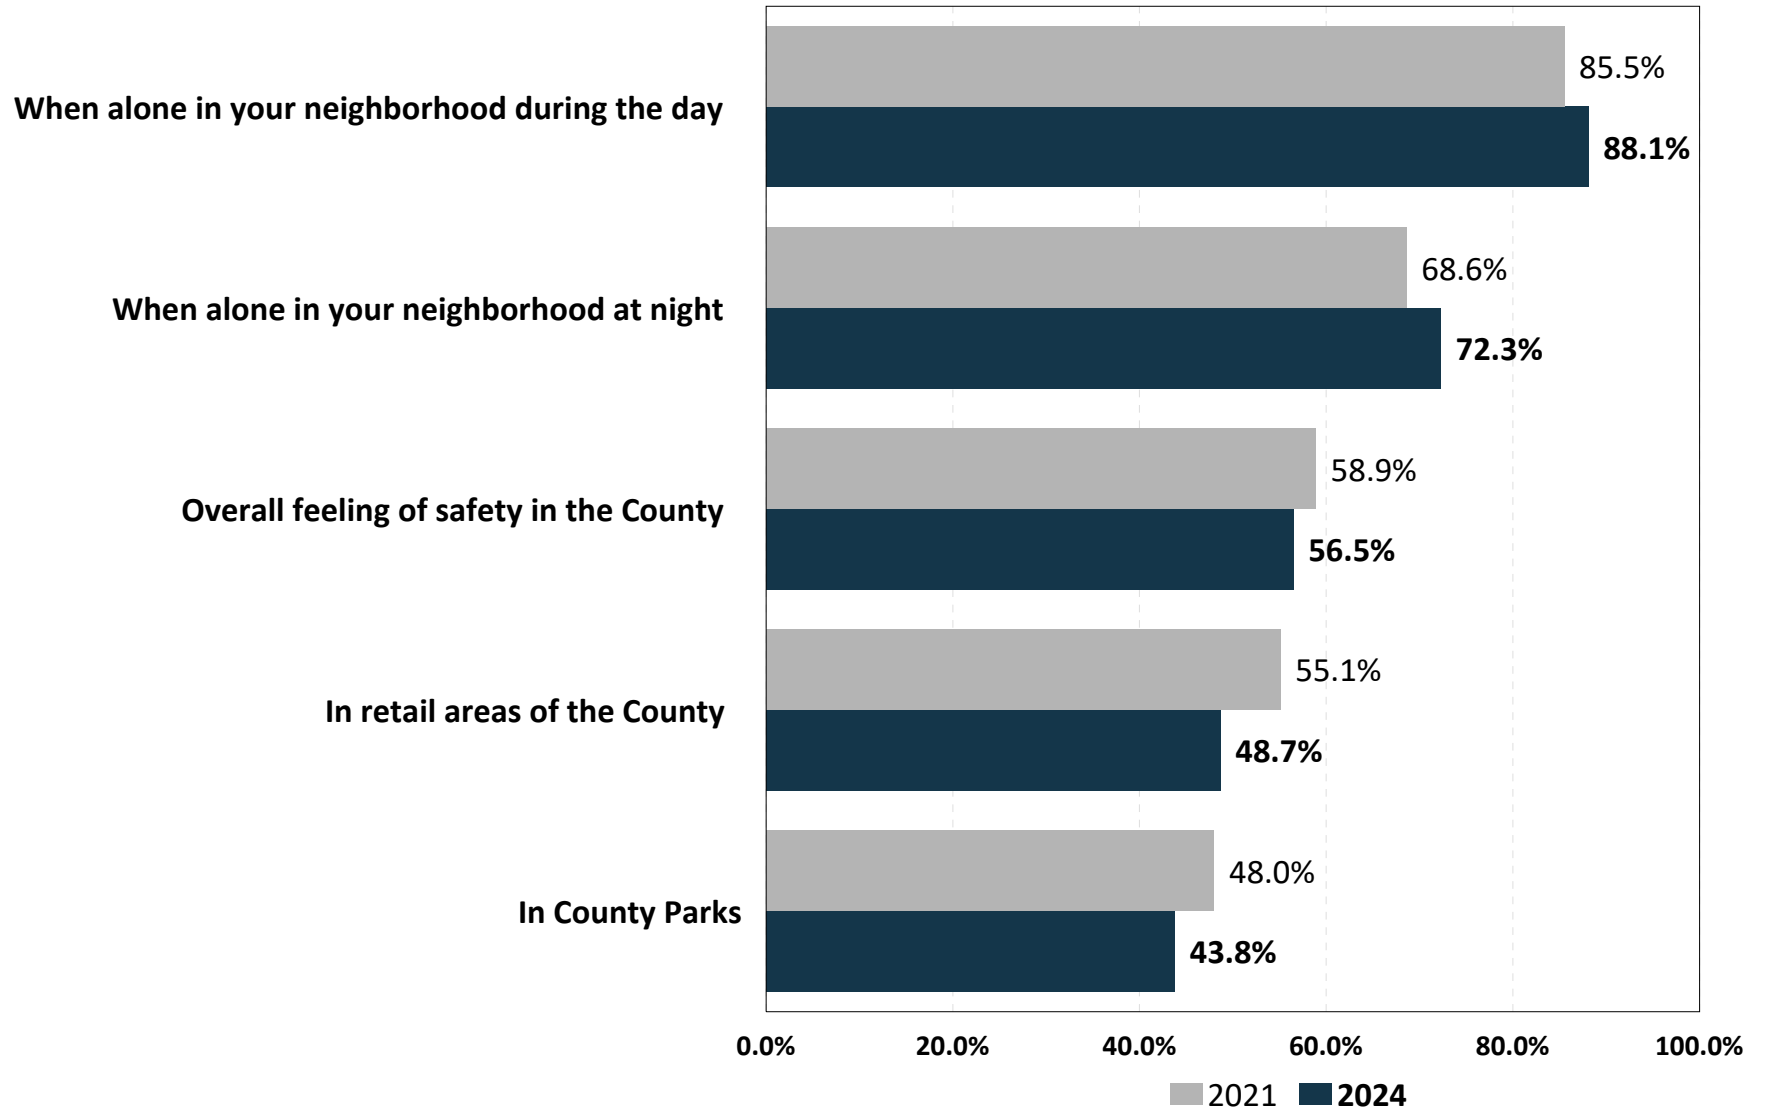 85.5%
When alone in your neighborhood during the day
88.1%
68.6%
When alone in your neighborhood at night
72.3%
58.9%
Overall feeling of safety in the County
56.5%
55.1%
In retail areas of the County
48.7%
48.0%
In County Parks
43.8%
0.0% 20.0% 40.0% 60.0% 80.0% 100.0%
2021 2024